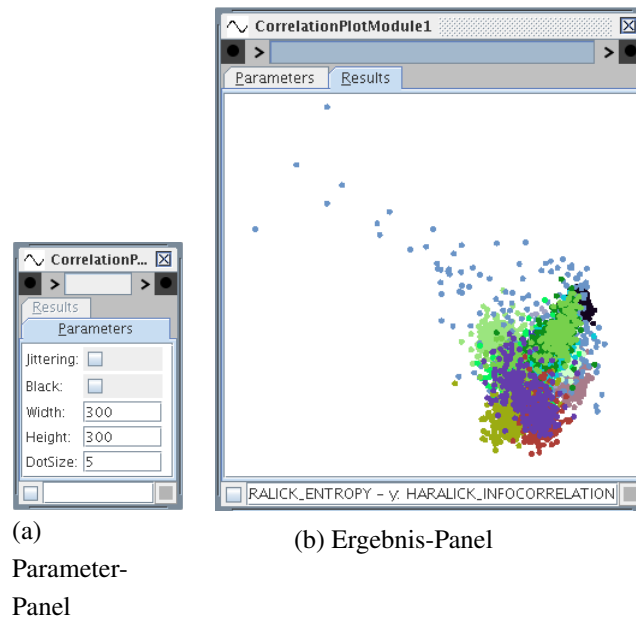 CorrelationPlotModule1
> >
Parameters Results
RALICK_ENTROPY - y: HARALICK_INFOCORRELATION
(b) Ergebnis-Panel
CorrelationP...
> >
Results
Parameters
Jittering:
Black:
Width: 300
Height: 300
DotSize: 5
(a)
Parameter-
Panel